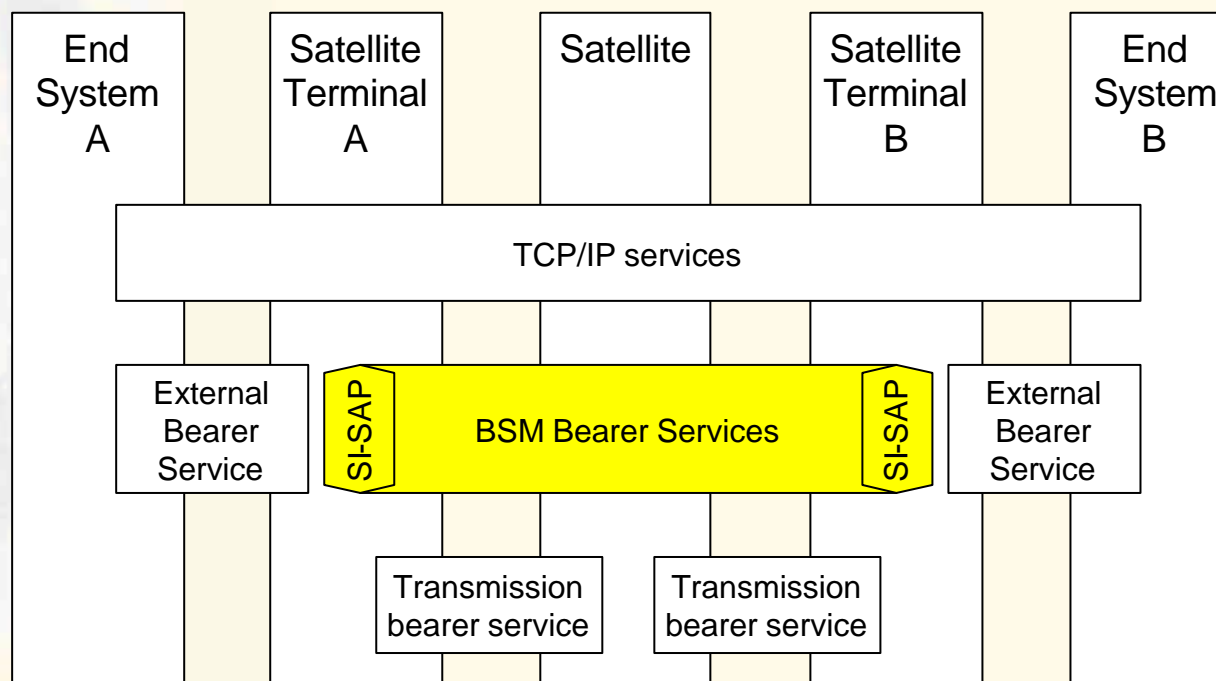 End
System
A
Satellite
Terminal
A
Satellite
Satellite
Terminal
B
End
System
B
TCP/IP services
External
Bearer
Service
SI-SAP
BSM Bearer Services
SI-SAP
External
Bearer
Service
Transmission
bearer service
Transmission
bearer service